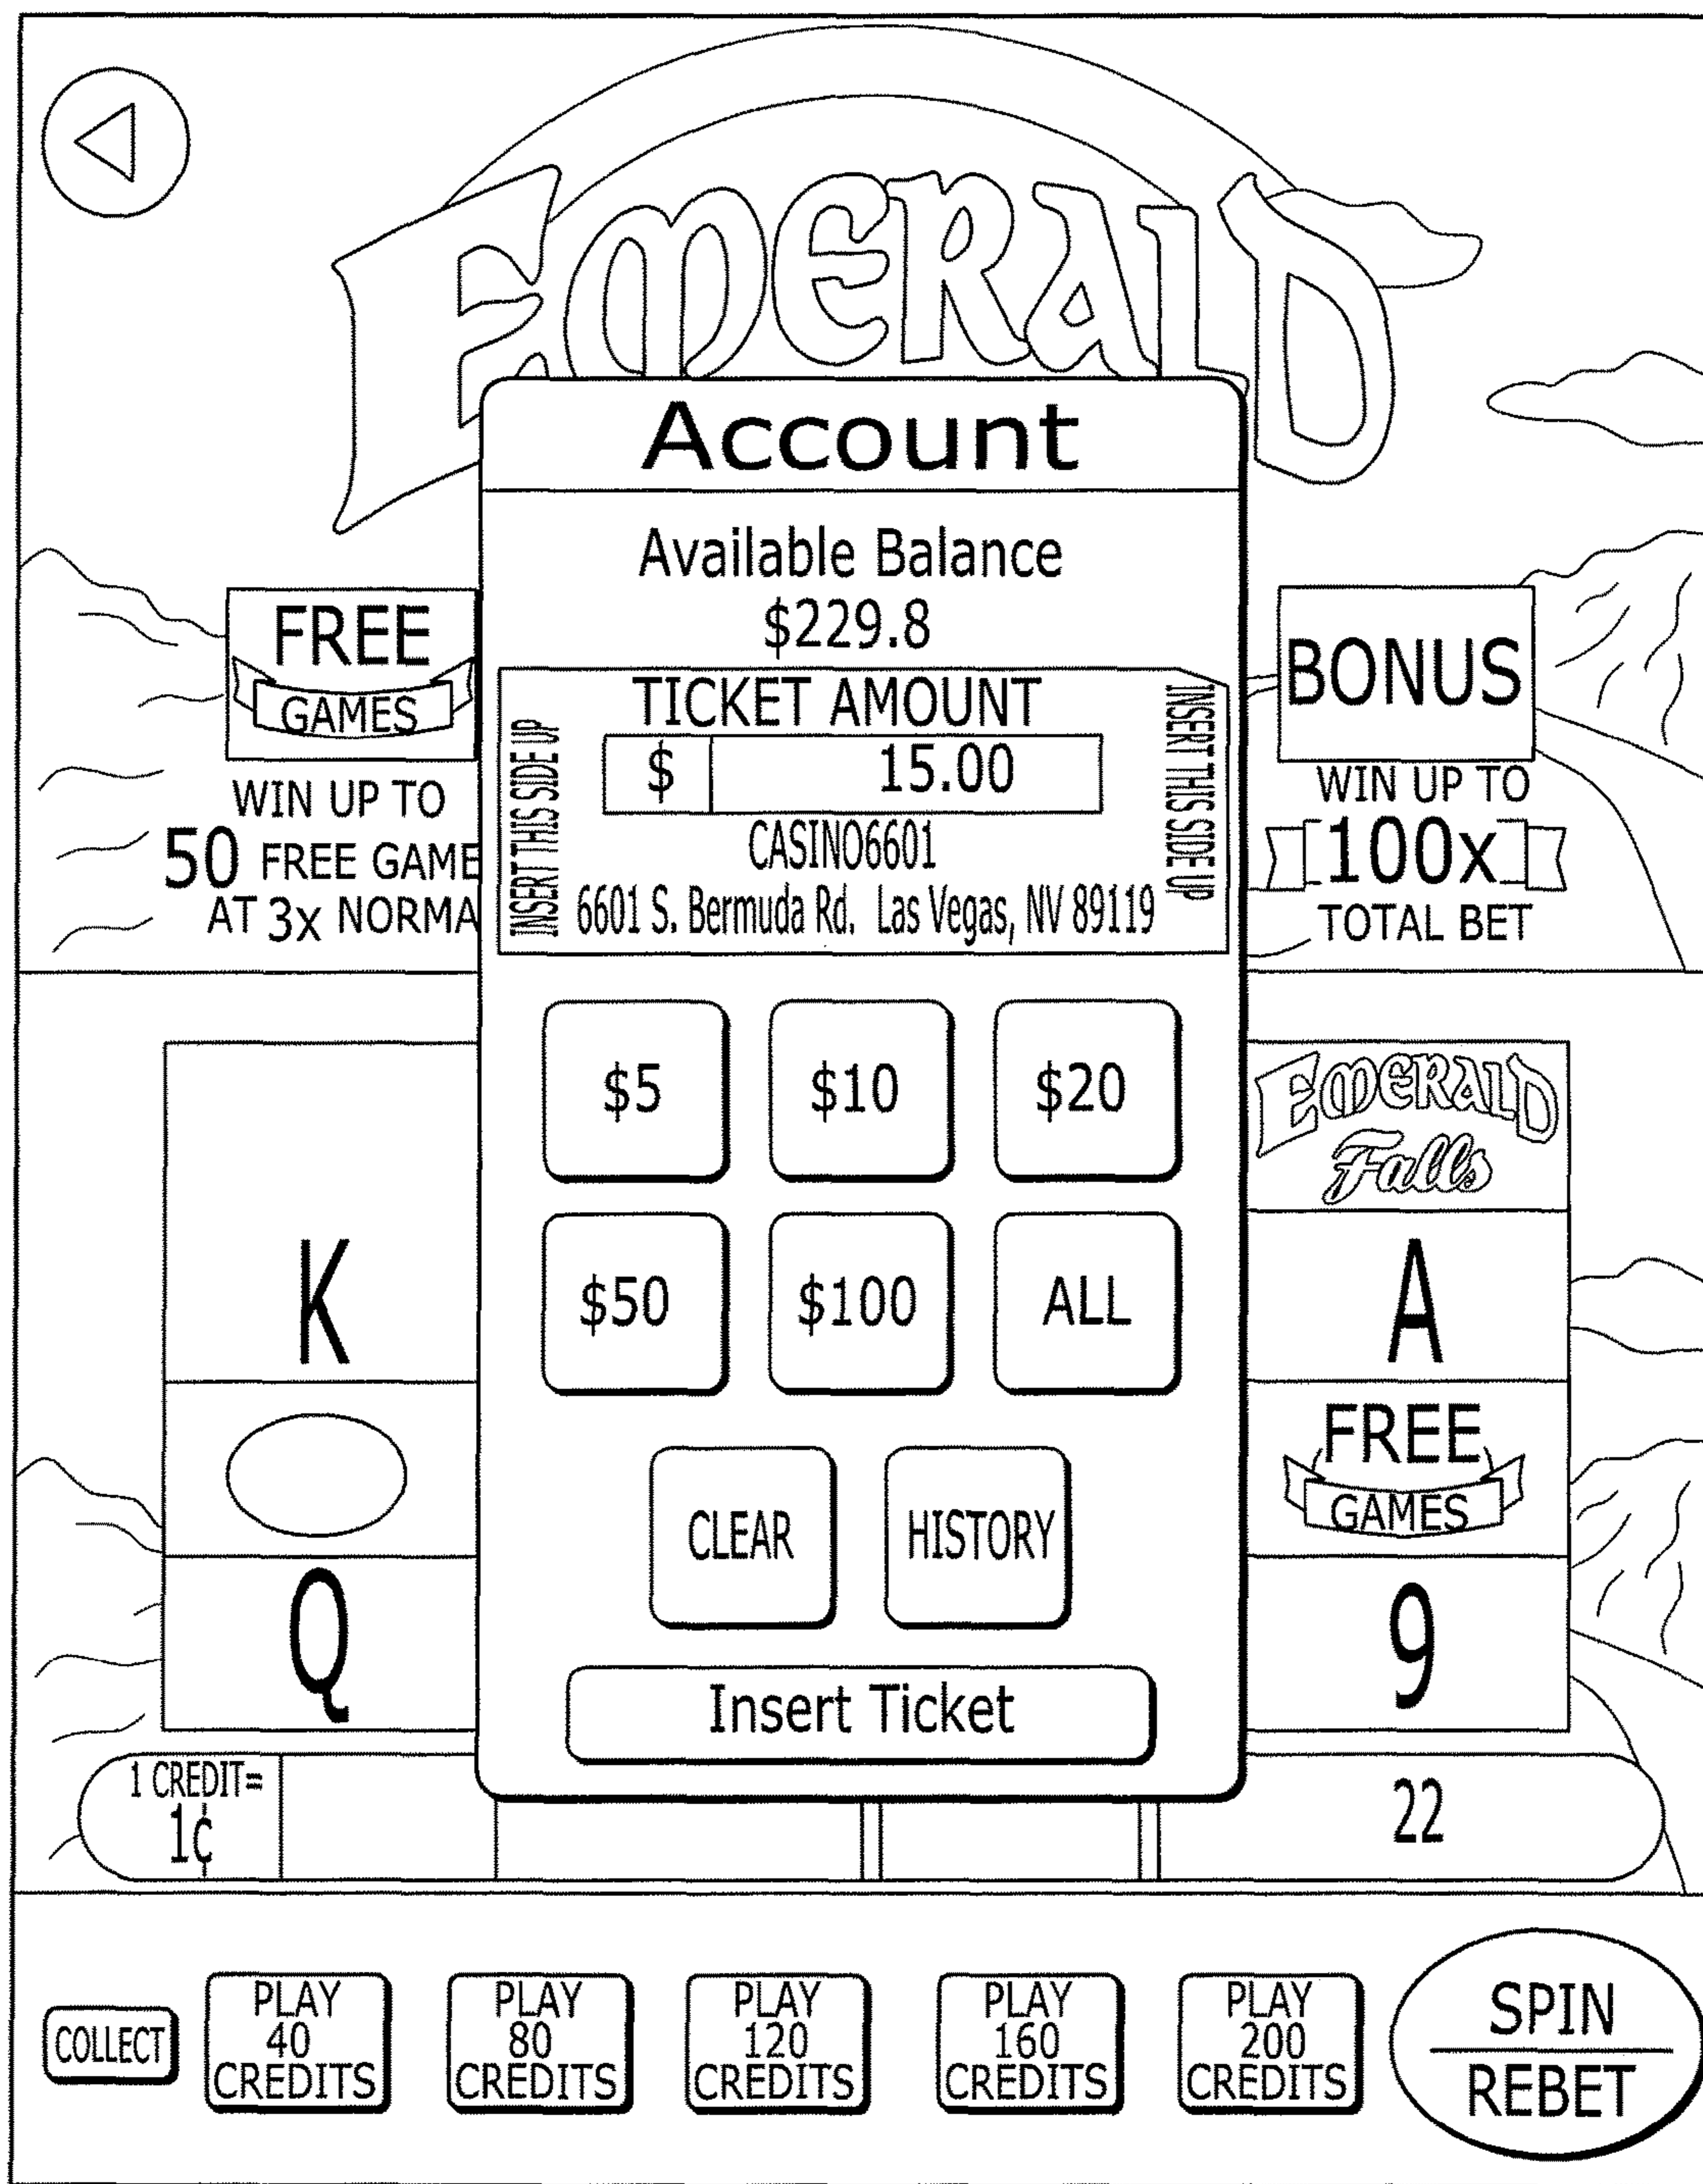 EMERALD
Account
Available Balance
$229.8
TICKET AMOUNT
$ 15.00
INSERT THIS SIDE UP
INSERT THIS SIDE UP
CASINO6601
6601 S. Bermuda Rd. Las Vegas, NV 89119
FREE
GAMES
WIN UP TO
50 FREE GAME
AT 3x NORMA
BONUS
WIN UP TO
100x
TOTAL BET
$5 $10 $20
$50 $100 ALL
CLEAR HISTORY
Insert Ticket
K
Q
EMERALD
Falls
A
FREE
GAMES
9
1 CREDIT=
1¢
22
COLLECT
PLAY
40
CREDITS
PLAY
80
CREDITS
PLAY
120
CREDITS
PLAY
160
CREDITS
PLAY
200
CREDITS
SPIN
REBET